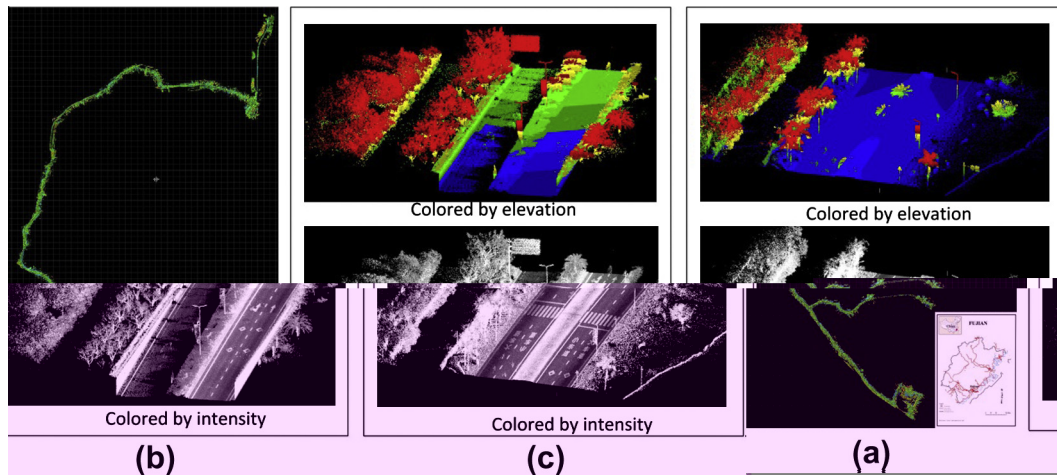 Colored by elevation
Colored by elevation
FUJIAN
Colored by intensity
Colored by intensity
(b)
(c)
(a)